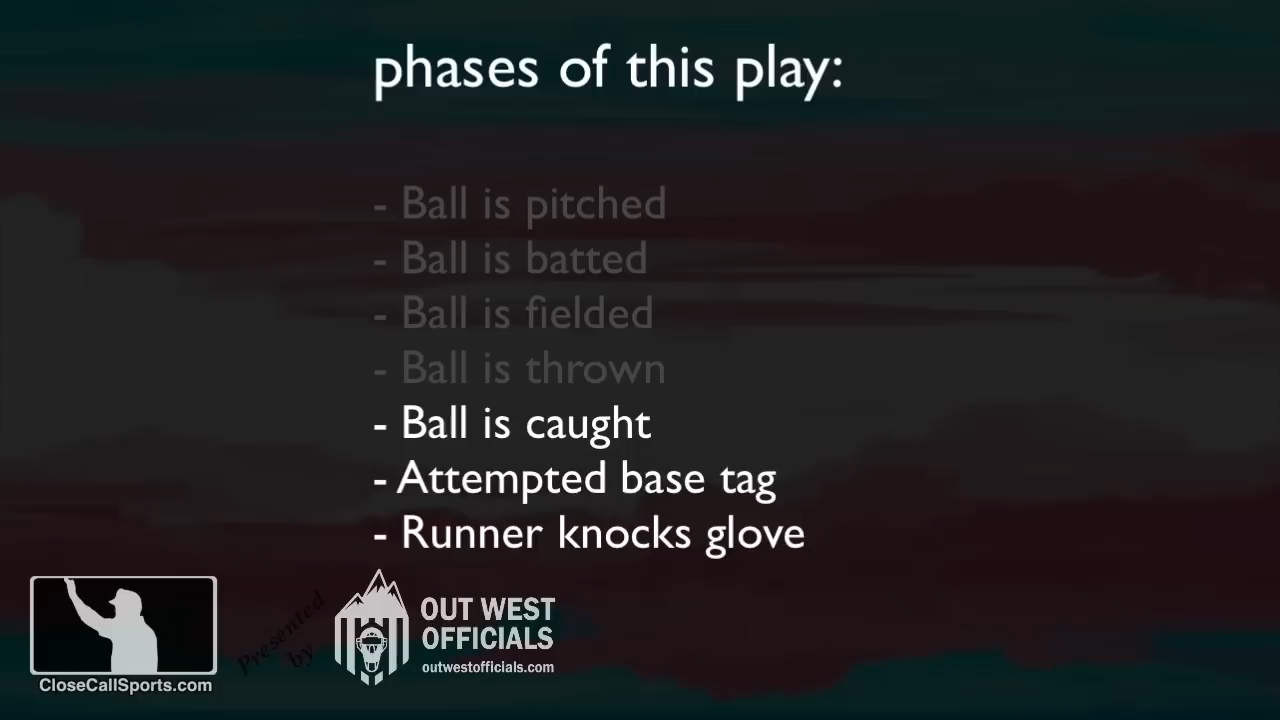 phases of this play:
- Ball is pitched
- Ball is batted
- Ball is fielded
- Ball is thrown
- Ball is caught
- Attempted base tag
- Runner knocks glove
CloseCallSports.com
Presented
by
OUT WEST
OFFICIALS
outwestofficials.com